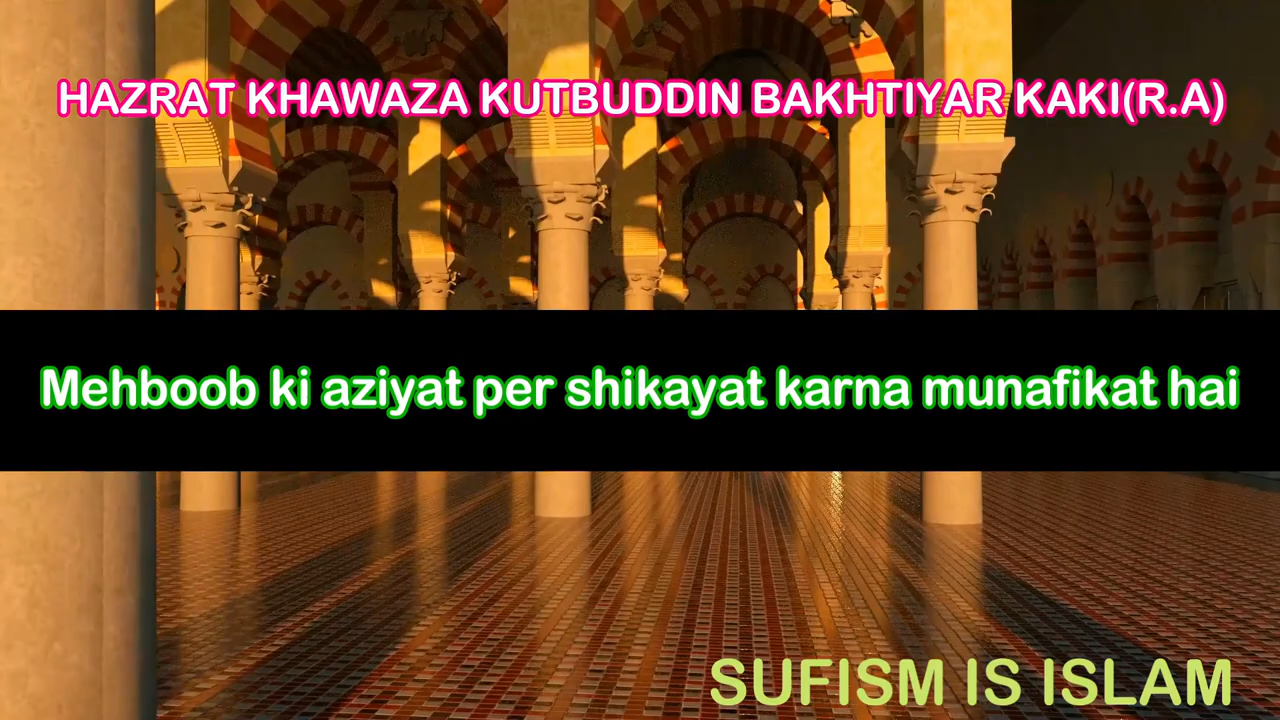 HAZRAT KHAWAZA KUTBUDDIN BAKHTIYAR KAKI(R.A)
Mehboob ki aziyat per shikayat karna munafikat hai
SUFISM IS ISLAM